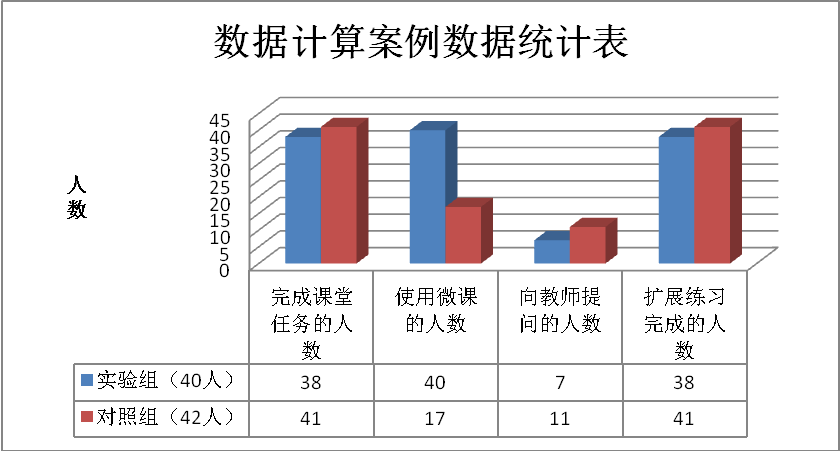 数据计算案例数据统计表
人
数
45
40
35
30
25
20
15
10
5
0
完成课堂
任务的人
数
使用微课
的人数
向教师提
问的人数
扩展练习
完成的人
数
实验组（40人） 38 40 7 38
对照组（42人） 41 17 11 41